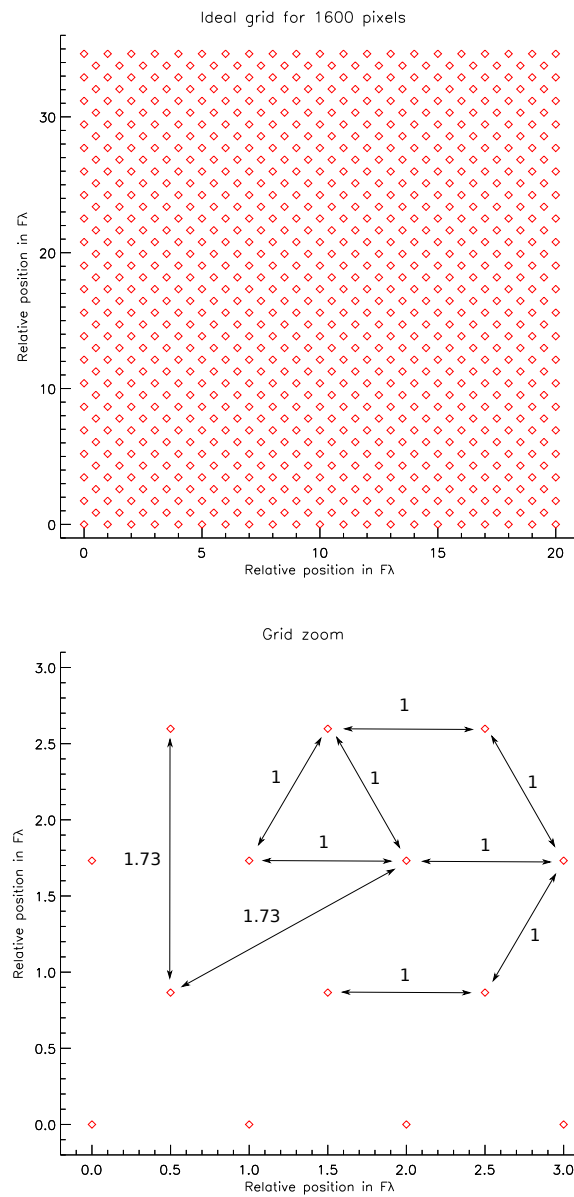 Ideal grid for 1600 pixels
30
20
10
0
Relative position in Fλ
0 5 10 15 20
Relative position in Fλ
Grid zoom
3.0
2.5
2.0
1.5
1.0
0.5
0.0
Relative position in Fλ
1
1 1 1
1.73 1 1
1.73
1
1
0.0 0.5 1.0 1.5 2.0 2.5 3.0
Relative position in Fλ